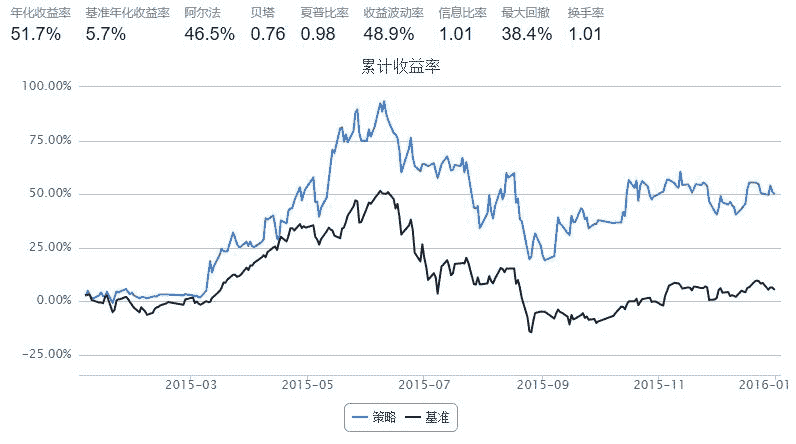 年化收益率 基准年化收益率 阿尔法 贝塔 夏普比率 收益波动率 信息比率 最大回撤 换手率
51.7% 5.7% 46.5% 0.76 0.98 48.9% 1.01 38.4% 1.01
累计收益率
100.00%
75.00%
50.00%
25.00%
0.00%
-25.00%
2015-03 2015-05 2015-07 2015-09 2015-11 2016-01
策略 基准